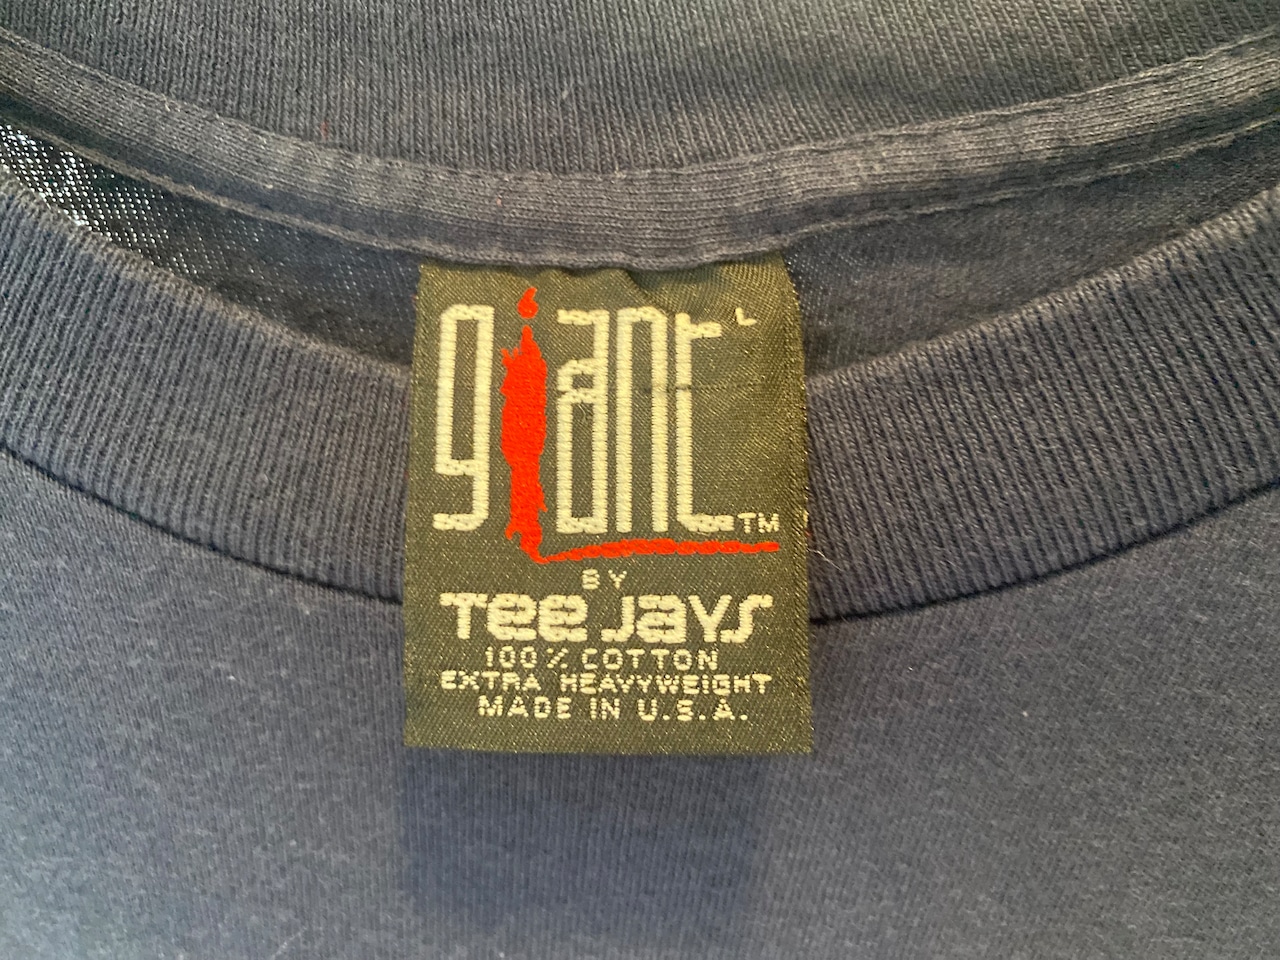 giant L
TM
BY
Tee Jays
100% COTTON
EXTRA HEAVYWEIGHT
MADE IN U.S.A.